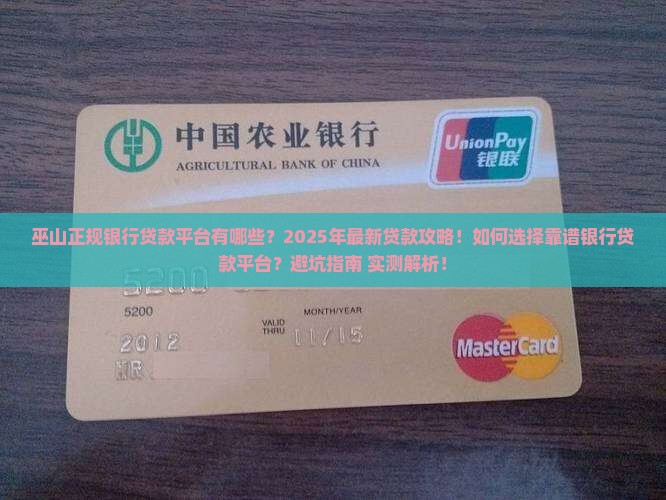 中国农业银行
AGRICULTURAL BANK OF CHINA
UnionPay
银联
巫山正规银行贷款平台有哪些？2025年最新贷款攻略！如何选择靠谱银行贷
款平台？避坑指南 实测解析！
5200
5200
MONTH/YEAR
VALID
THRU
11/15
2012
MR
MasterCard